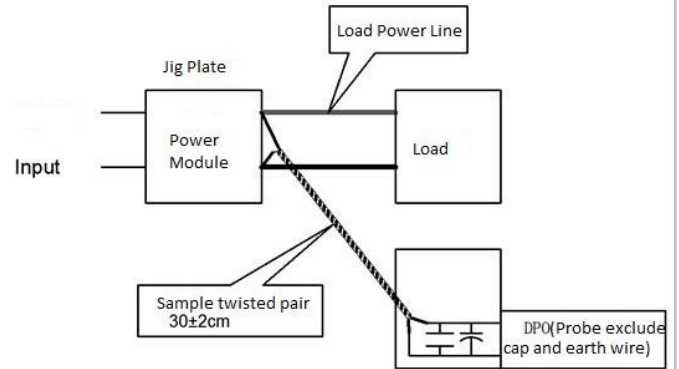 Load Power Line
Jig Plate
Power
Module
Load
Input
Sample twisted pair
30±2cm
DPO(Probe exclude
cap and earth wire)